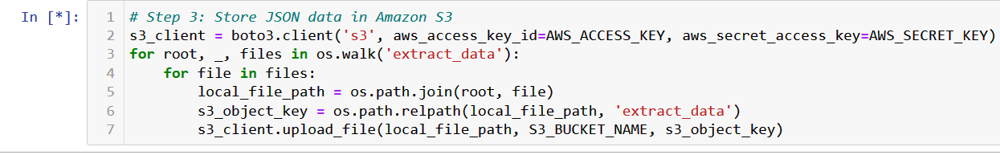 In [*]:
1 # Step 3: Store JSON data in Amazon S3
2 s3_client = boto3.client('s3', aws_access_key_id=AWS_ACCESS_KEY, aws_secret_access_key=AWS_SECRET_KEY)
3 for root, _, files in os.walk('extract_data'):
4     for file in files:
5         local_file_path = os.path.join(root, file)
6         s3_object_key = os.path.relpath(local_file_path, 'extract_data')
7         s3_client.upload_file(local_file_path, S3_BUCKET_NAME, s3_object_key)